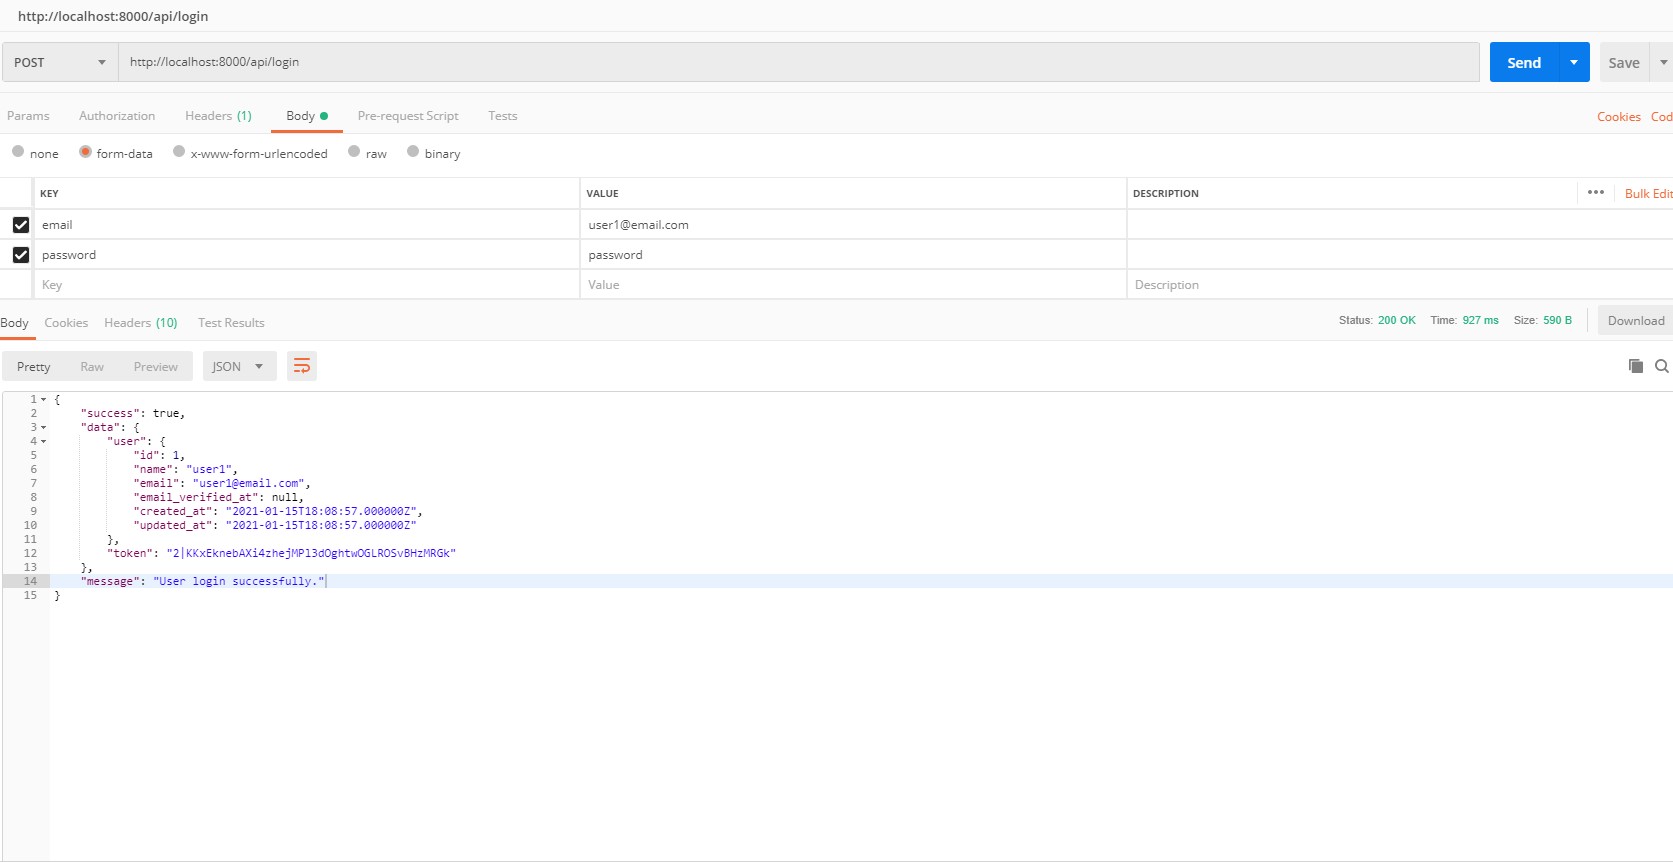 http://localhost:8000/api/login
POST http://localhost:8000/api/login Send Save
Params Authorization Headers (1) Body Pre-request Script Tests Cookies Cod
none form-data x-www-form-urlencoded raw binary
KEY VALUE DESCRIPTION ••• Bulk Edit
email user1@email.com
password password
Key Value Description
Body Cookies Headers (10) Test Results Status: 200 OK Time: 927 ms Size: 590 B Download
Pretty Raw Preview JSON
1 {
2 "success": true,
3 "data": {
4 "user": {
5 "id": 1,
6 "name": "user1",
7 "email": "user1@email.com",
8 "email_verified_at": null,
9 "created_at": "2021-01-15T18:08:57.000000Z",
10 "updated_at": "2021-01-15T18:08:57.000000Z"
11 },
12 "token": "2|KKxEknebAXi4zhejMPl3dOghtwOGLROSvBHzMRGk"
13 },
14 "message": "User login successfully."
15 }